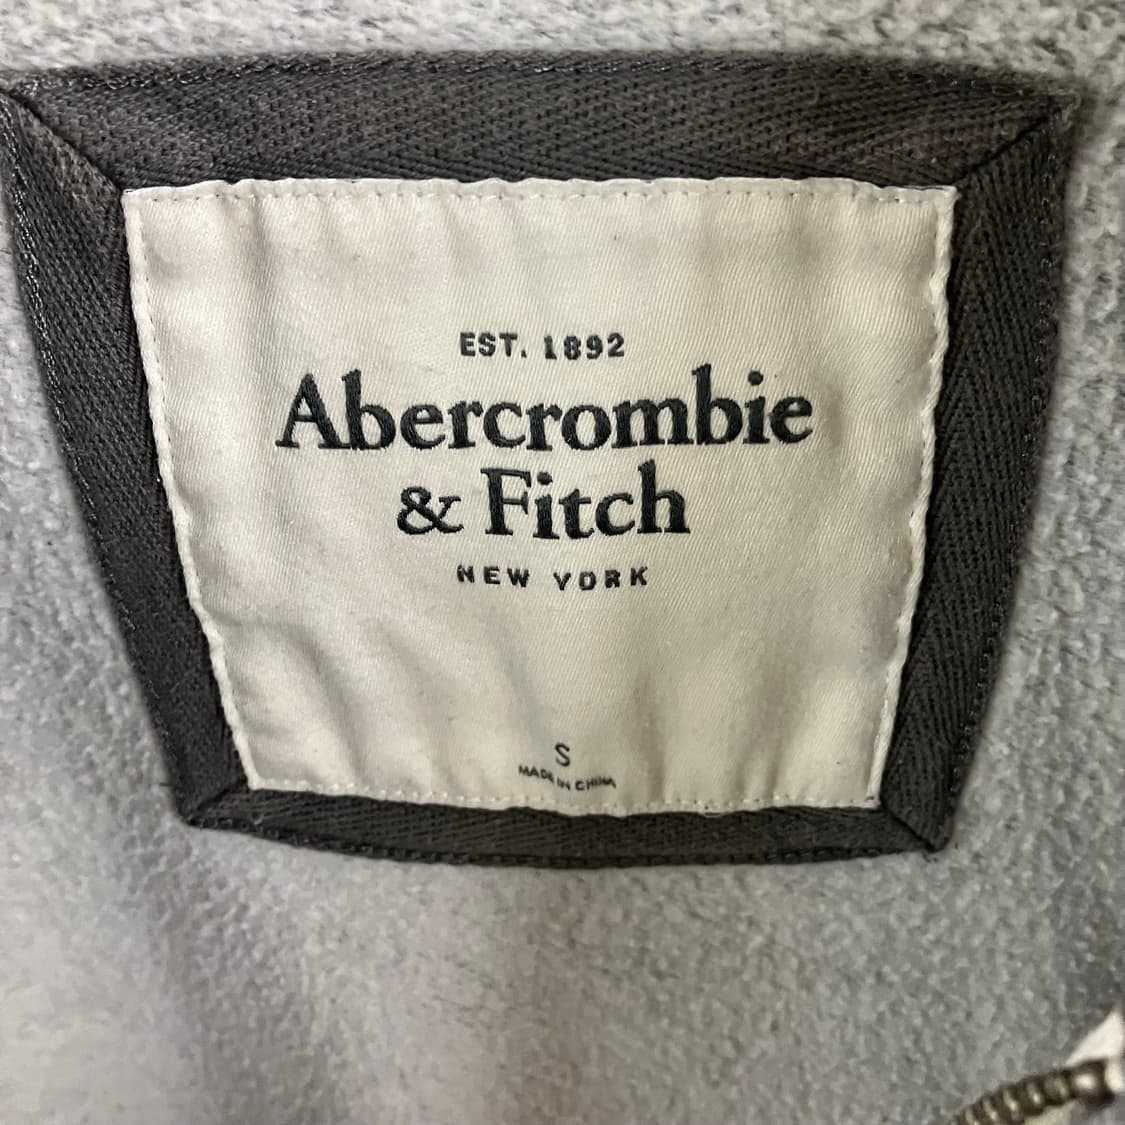 EST. 1892
Abercrombie
& Fitch
NEW YORK
S
MADE IN CHINA